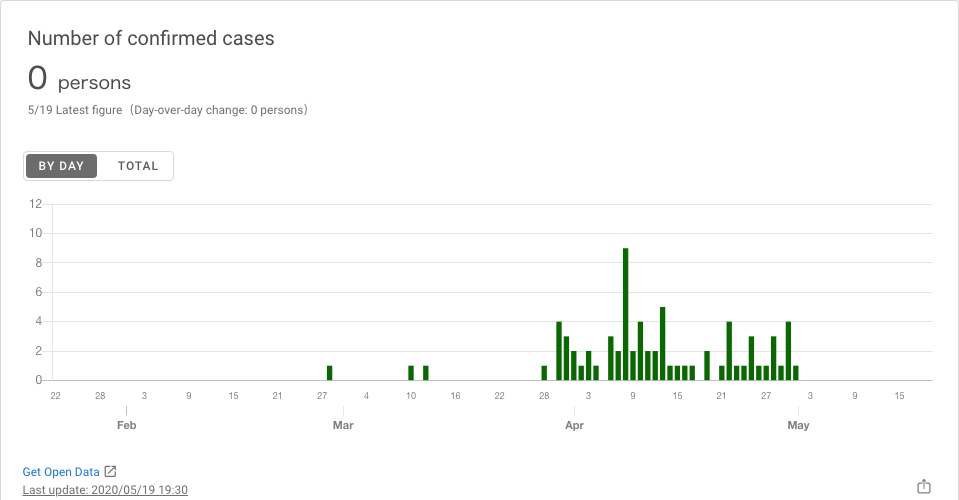 Number of confirmed cases
0 persons
5/19 Latest figure（Day-over-day change: 0 persons）
BY DAY TOTAL
12
10
8
6
4
2
0
22 28 3 9 15 21 27 4 10 16 22 28 3 9 15 21 27 3 9 15
Feb Mar Apr May
Get Open Data
Last update: 2020/05/19 19:30